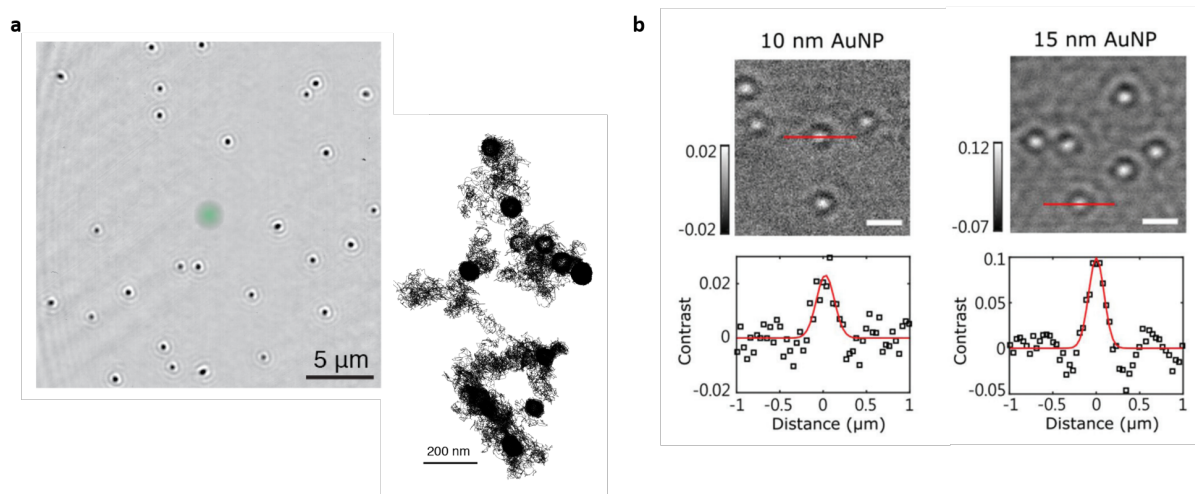 a
5 µm
200 nm
b
10 nm AuNP
0.02
-0.02
0.02
0
-0.02
Contrast
-1
-0.5
0
0.5
1
Distance (µm)
15 nm AuNP
0.12
-0.07
0.1
0.05
0
-0.05
Contrast
-1
-0.5
0
0.5
1
Distance (µm)